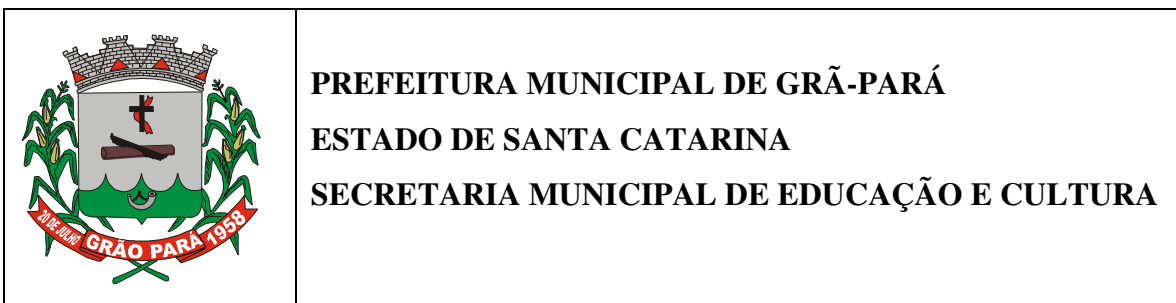 PREFEITURA MUNICIPAL DE GRÃ-PARÁ
ESTADO DE SANTA CATARINA
SECRETARIA MUNICIPAL DE EDUCAÇÃO E CULTURA
20 DE JULHO GRÃO PARÁ 1958